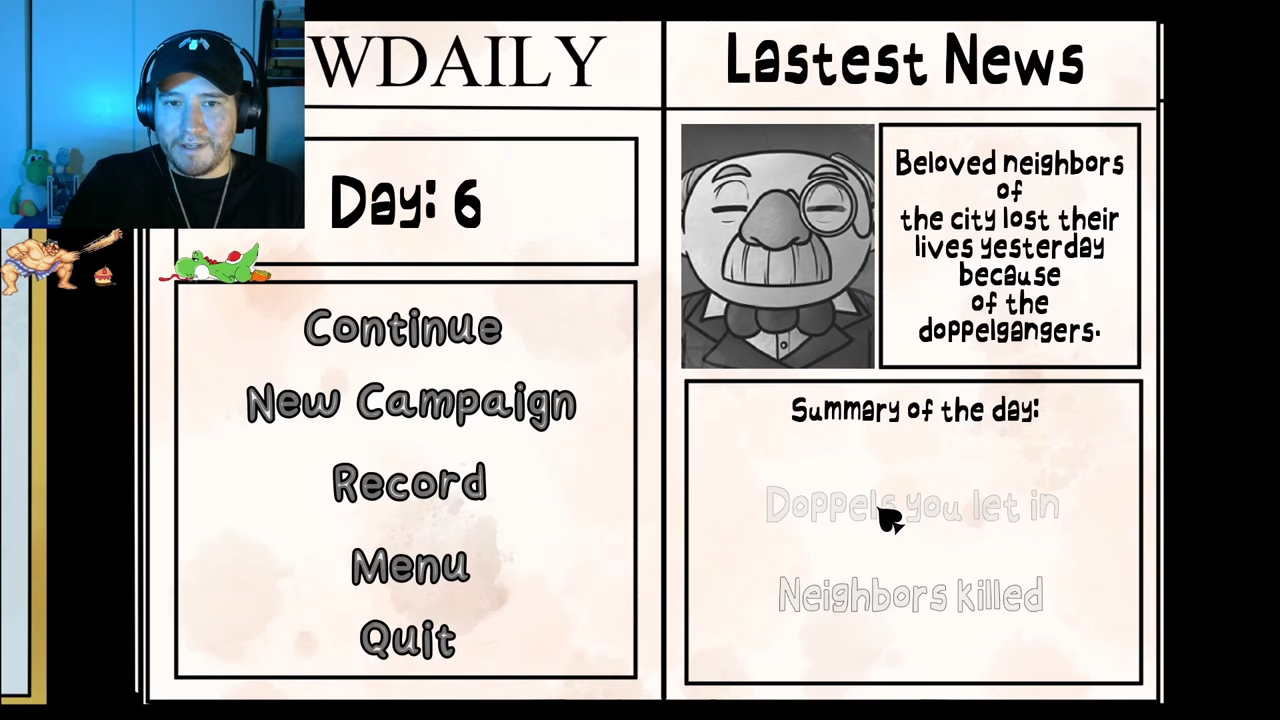 WDAILY
Day: 6
Continue
New Campaign
Record
Menu
Quit
Lastest News
Beloved neighbors
of
the city lost their
lives yesterday
because
of the
doppelgangers.
Summary of the day:
Doppels you let in
Neighbors killed